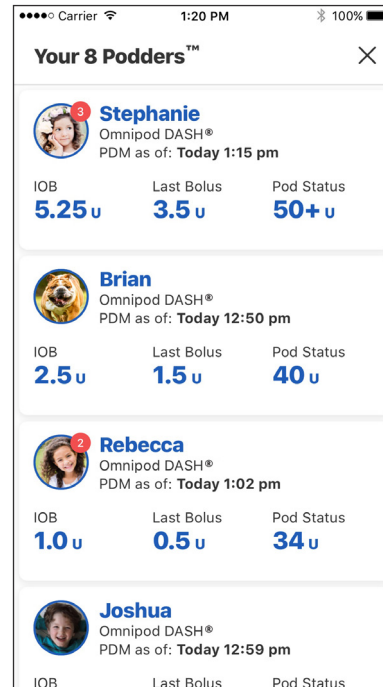 Carrier 1:20 PM 100%
Your 8 Podders™
3
Stephanie
Omnipod DASH®
PDM as of: Today 1:15 pm
IOB Last Bolus Pod Status
5.25 U 3.5 U 50+ U
Brian
Omnipod DASH®
PDM as of: Today 12:50 pm
IOB Last Bolus Pod Status
2.5 U 1.5 U 40 U
2
Rebecca
Omnipod DASH®
PDM as of: Today 1:02 pm
IOB Last Bolus Pod Status
1.0 U 0.5 U 34 U
Joshua
Omnipod DASH®
PDM as of: Today 12:59 pm
IOB Last Bolus Pod Status